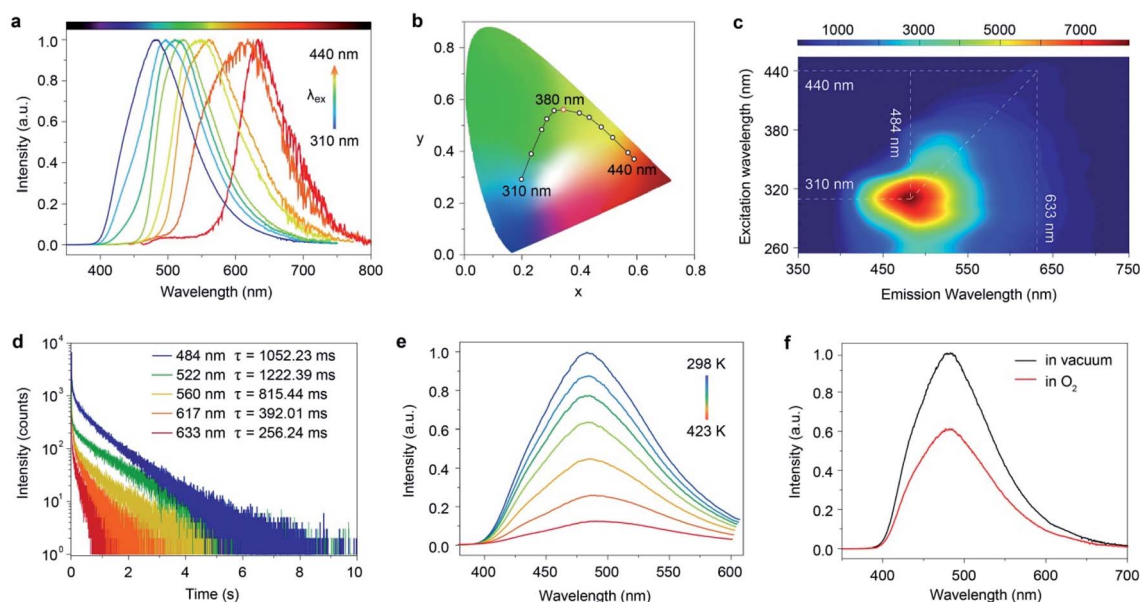 a
1.0
0.8
0.6
0.4
0.2
0.0
Intensity (a.u.)
440 nm
λex
310 nm
400 500 600 700 800
Wavelength (nm)
b
0.8
0.6
0.4
0.2
0.0
y
380 nm
310 nm
440 nm
0.0 0.2 0.4 0.6 0.8
x
c
1000 3000 5000 7000
440
380
320
260
Excitation wavelength (nm)
440 nm
484 nm
310 nm
633 nm
350 450 550 650 750
Emission Wavelength (nm)
d
10⁴
10³
10²
10¹
10⁰
Intensity (counts)
484 nm τ = 1052.23 ms
522 nm τ = 1222.39 ms
560 nm τ = 815.44 ms
617 nm τ = 392.01 ms
633 nm τ = 256.24 ms
0 2 4 6 8 10
Time (s)
e
1.0
0.8
0.6
0.4
0.2
0.0
Intensity (a.u.)
298 K
423 K
400 450 500 550 600
Wavelength (nm)
f
1.0
0.8
0.6
0.4
0.2
0.0
Intensity (a.u.)
in vacuum
in O₂
400 500 600 700
Wavelength (nm)